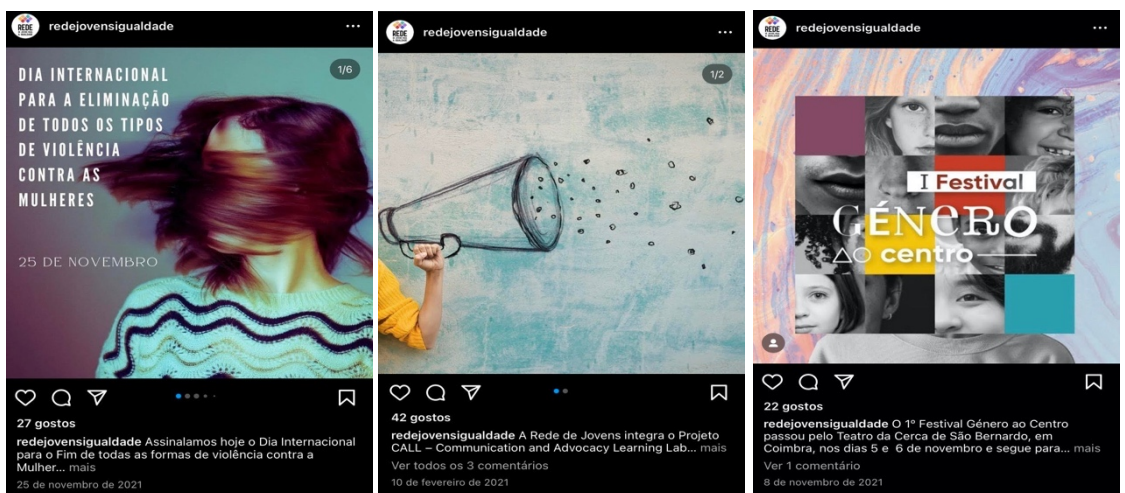 REDE
redejovensigualdade
1/6
DIA INTERNACIONAL
PARA A ELIMINAÇÃO
DE TODOS OS TIPOS
DE VIOLÊNCIA
CONTRA AS
MULHERES
25 DE NOVEMBRO
27 gostos
redejovensigualdade Assinalamos hoje o Dia Internacional
para o Fim de todas as formas de violência contra a
Mulher... mais
25 de novembro de 2021
REDE
redejovensigualdade
1/2
42 gostos
redejovensigualdade A Rede de Jovens integra o Projeto
CALL – Communication and Advocacy Learning Lab... mais
Ver todos os 3 comentários
10 de fevereiro de 2021
REDE
redejovensigualdade
I Festival
GÉNERO
AO centro
22 gostos
redejovensigualdade O 1º Festival Género ao Centro
passou pelo Teatro da Cerca de São Bernardo, em
Coimbra, nos dias 5 e 6 de novembro e segue para... mais
Ver 1 comentário
8 de novembro de 2021